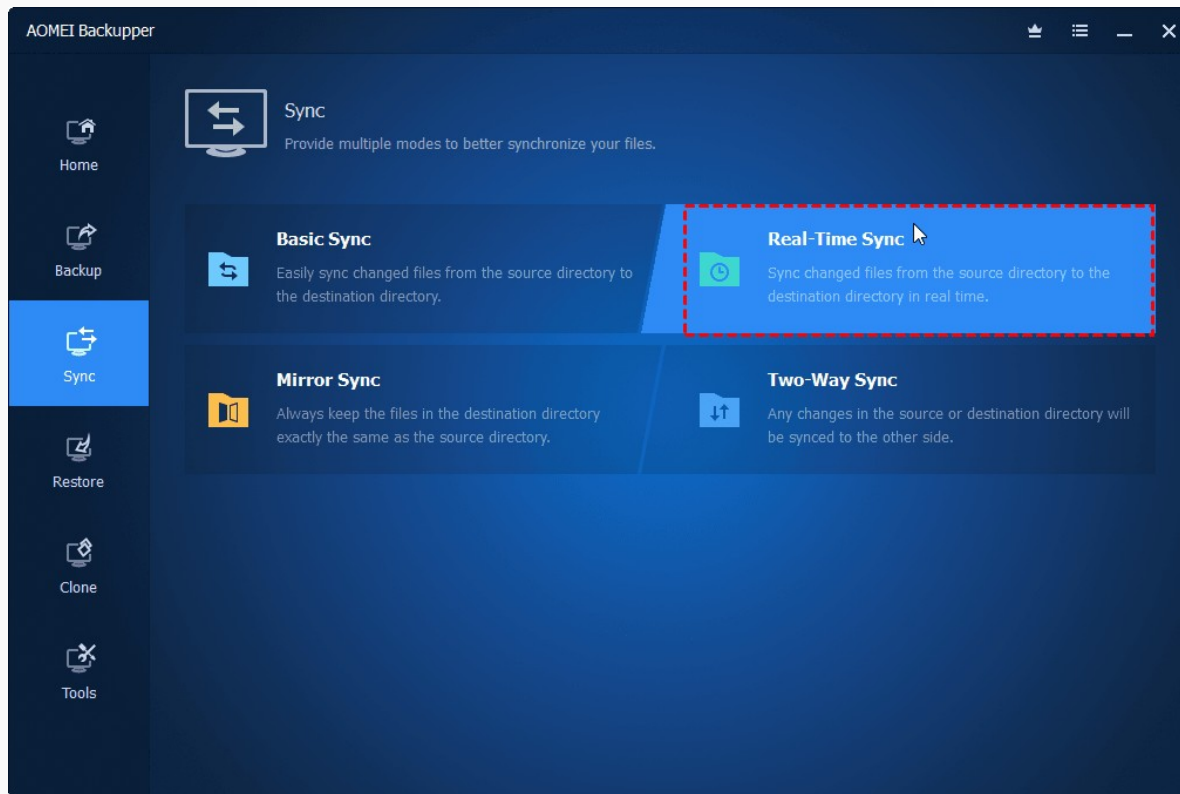 AOMEI Backupper
Home
Backup
Sync
Restore
Clone
Tools
Sync
Provide multiple modes to better synchronize your files.
Basic Sync
Easily sync changed files from the source directory to
the destination directory.
Real-Time Sync
Sync changed files from the source directory to the
destination directory in real time.
Mirror Sync
Always keep the files in the destination directory
exactly the same as the source directory.
Two-Way Sync
Any changes in the source or destination directory will
be synced to the other side.